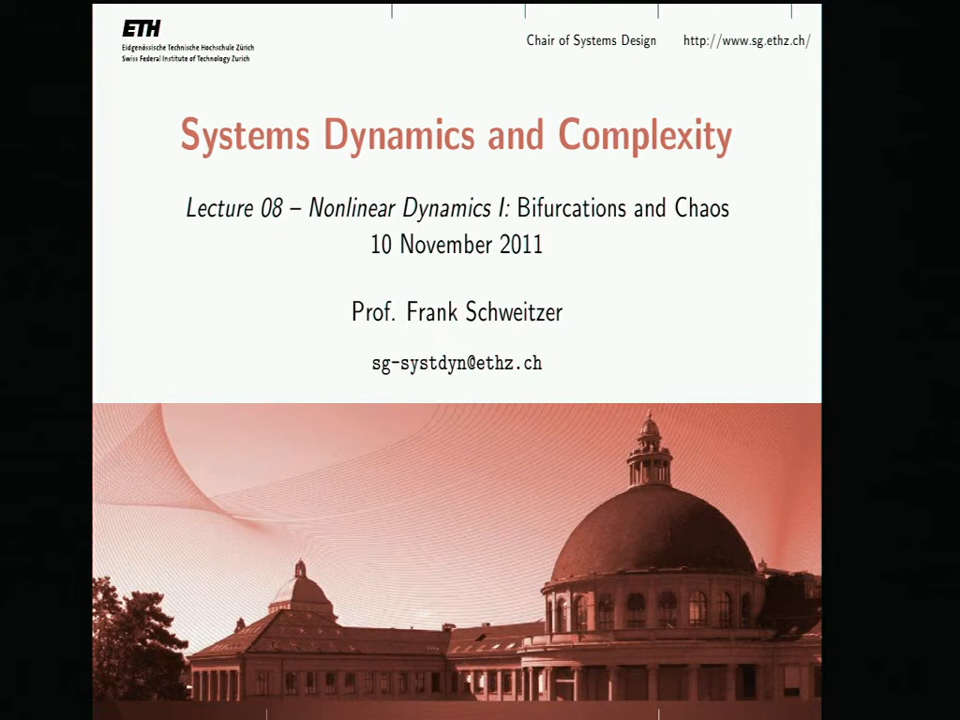 ETH
Eidgenössische Technische Hochschule Zürich
Swiss Federal Institute of Technology Zurich
Chair of Systems Design http://www.sg.ethz.ch/
Systems Dynamics and Complexity
Lecture 08 – Nonlinear Dynamics I: Bifurcations and Chaos
10 November 2011
Prof. Frank Schweitzer
sg-systdyn@ethz.ch